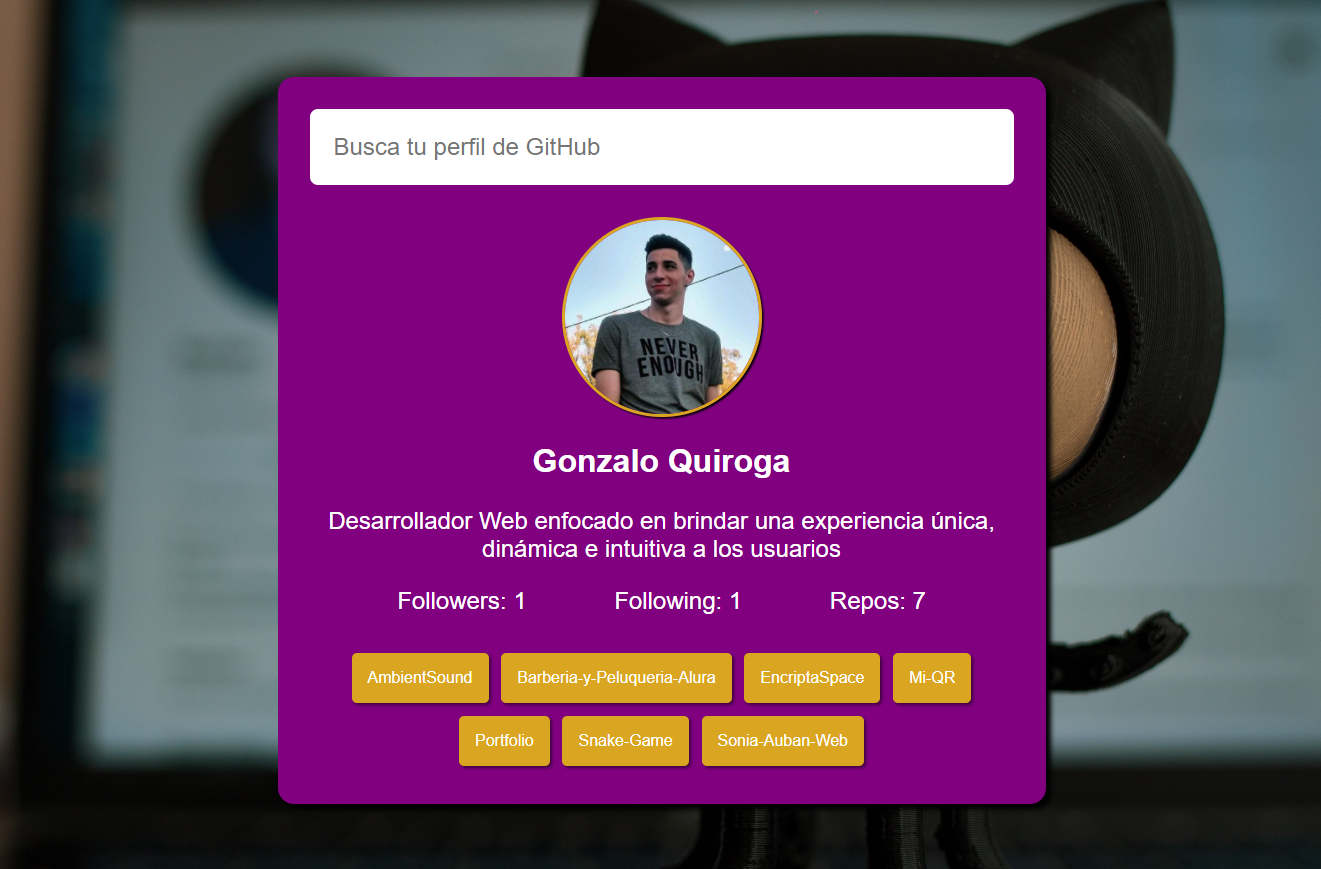 Busca tu perfil de GitHub
NEVER
ENOUGH
Gonzalo Quiroga
Desarrollador Web enfocado en brindar una experiencia única,
dinámica e intuitiva a los usuarios
Followers: 1 Following: 1 Repos: 7
AmbientSound Barberia-y-Peluqueria-Alura EncriptaSpace Mi-QR
Portfolio Snake-Game Sonia-Auban-Web